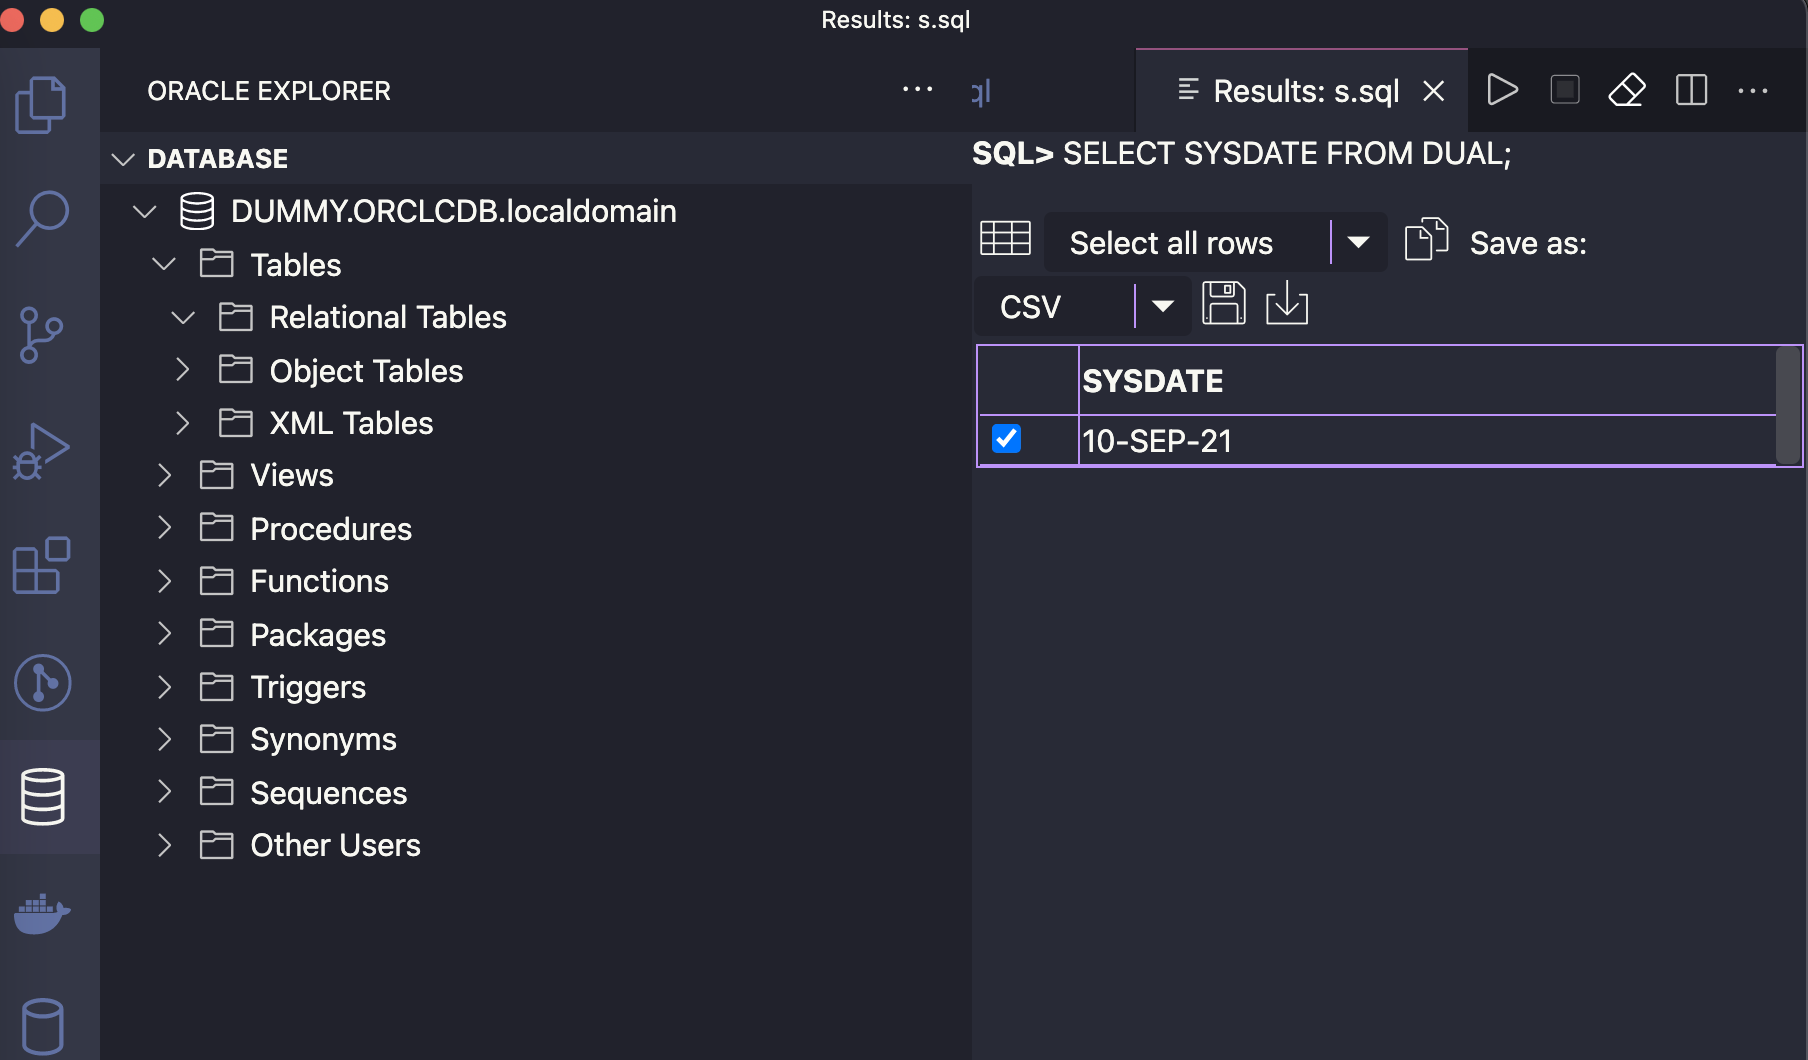 Results: s.sql
ORACLE EXPLORER
ql
Results: s.sql
DATABASE
DUMMY.ORCLCDB.localdomain
Tables
Relational Tables
Object Tables
XML Tables
Views
Procedures
Functions
Packages
Triggers
Synonyms
Sequences
Other Users
SQL> SELECT SYSDATE FROM DUAL;
Select all rows
Save as:
CSV
SYSDATE
10-SEP-21